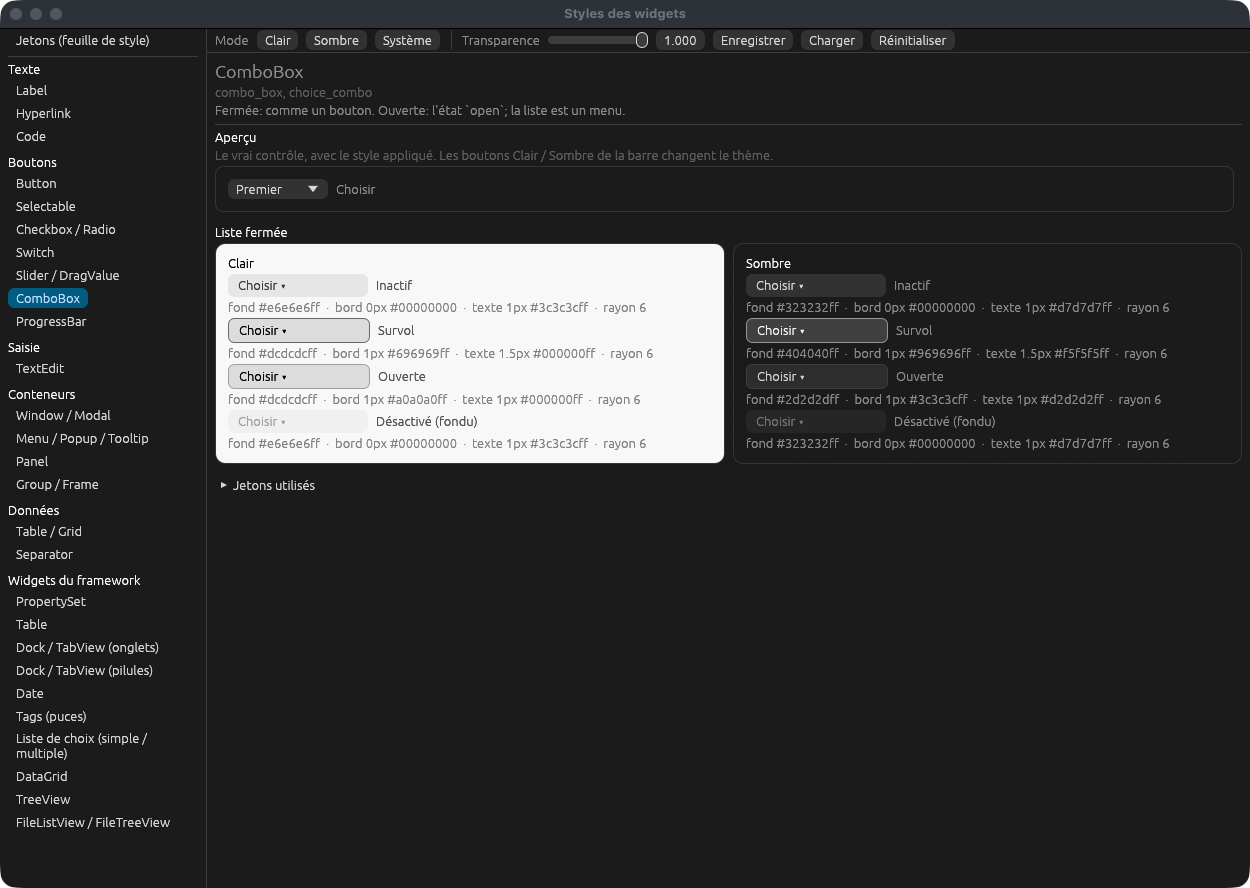 Styles des widgets
Jetons (feuille de style)
Texte
Label
Hyperlink
Code
Boutons
Button
Selectable
Checkbox / Radio
Switch
Slider / DragValue
ComboBox
ProgressBar
Saisie
TextEdit
Conteneurs
Window / Modal
Menu / Popup / Tooltip
Panel
Group / Frame
Données
Table / Grid
Separator
Widgets du framework
PropertySet
Table
Dock / TabView (onglets)
Dock / TabView (pilules)
Date
Tags (puces)
Liste de choix (simple /
multiple)
DataGrid
TreeView
FileListView / FileTreeView
Mode Clair Sombre Système Transparence 1.000 Enregistrer Charger Réinitialiser
ComboBox
combo_box, choice_combo
Fermée: comme un bouton. Ouverte: l'état `open`; la liste est un menu.
Aperçu
Le vrai contrôle, avec le style appliqué. Les boutons Clair / Sombre de la barre changent le thème.
Premier Choisir
Liste fermée
Clair
Choisir Inactif
fond #e6e6e6ff · bord 0px #00000000 · texte 1px #3c3c3cff · rayon 6
Choisir Survol
fond #dcdcdcff · bord 1px #696969ff · texte 1.5px #000000ff · rayon 6
Choisir Ouverte
fond #dcdcdcff · bord 1px #a0a0a0ff · texte 1px #000000ff · rayon 6
Choisir Désactivé (fondu)
fond #e6e6e6ff · bord 0px #00000000 · texte 1px #3c3c3cff · rayon 6
Sombre
Choisir Inactif
fond #323232ff · bord 0px #00000000 · texte 1px #d7d7d7ff · rayon 6
Choisir Survol
fond #404040ff · bord 1px #969696ff · texte 1.5px #f5f5f5ff · rayon 6
Choisir Ouverte
fond #2d2d2dff · bord 1px #3c3c3cff · texte 1px #d2d2d2ff · rayon 6
Choisir Désactivé (fondu)
fond #323232ff · bord 0px #00000000 · texte 1px #d7d7d7ff · rayon 6
Jetons utilisés